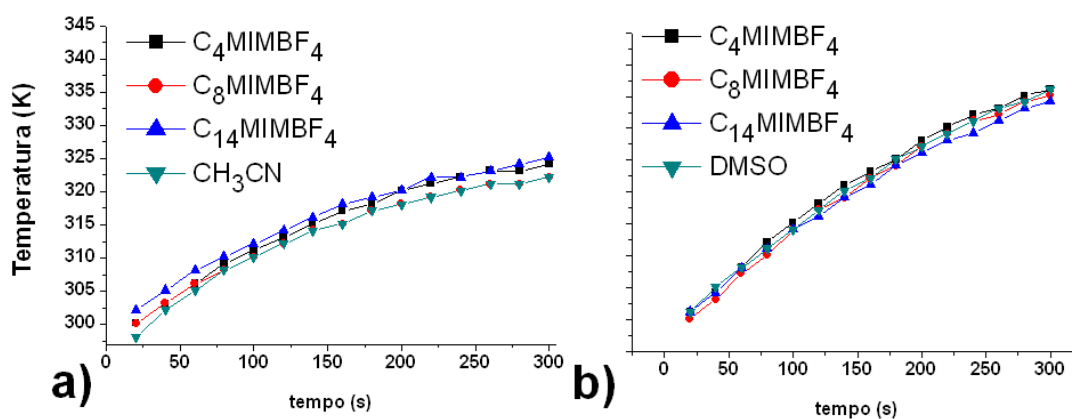 345
340
335
330
325
320
315
310
305
300
Temperatura (K)
C₄MIMBF₄
C₈MIMBF₄
C₁₄MIMBF₄
CH₃CN
0 50 100 150 200 250 300
tempo (s)
a)
C₄MIMBF₄
C₈MIMBF₄
C₁₄MIMBF₄
DMSO
0 50 100 150 200 250 300
tempo (s)
b)